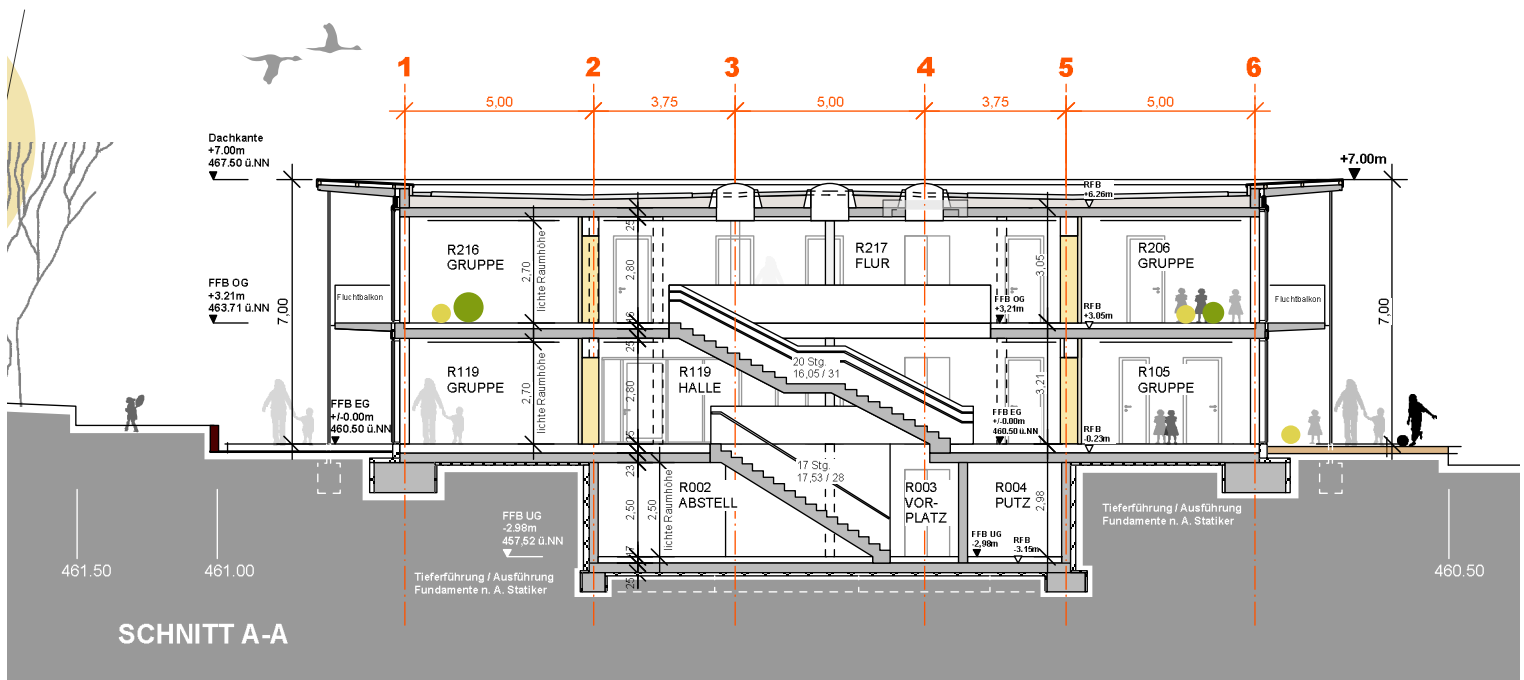 1 2 3 4 5 6
5,00 3,75 5,00 3,75 5,00
Dachkante
+7.00m
467.50 ü.NN
+7.00m
RFB
+6.26m
25
R216
GRUPPE
2,70
lichte Raumhöhe
2,80
R217
FLUR
3,05
R206
GRUPPE
FFB OG
+3.21m
463.71 ü.NN
7,00
Fluchtbalkon
16
FFB OG
+3,21m
RFB
+3.05m
Fluchtbalkon
7,00
25
R119
GRUPPE
2,70
lichte Raumhöhe
2,80
R119
HALLE
20 Stg.
16,05 / 31
3,21
R105
GRUPPE
FFB EG
+/-0.00m
460.50 ü.NN
FFB EG
+/-0.00m
460.50 ü.NN
RFB
-0.23m
25
23
17 Stg.
17,53 / 28
R002
ABSTELL
2,50
2,50
lichte Raumhöhe
R003
VOR-
PLATZ
R004
PUTZ
2,98
FFB UG
-2.98m
457,52 ü.NN
FFB UG
-2,98m
RFB
-3.15m
17
25
Tieferführung / Ausführung
Fundamente n. A. Statiker
Tieferführung / Ausführung
Fundamente n. A. Statiker
461.50
461.00
460.50
SCHNITT A-A